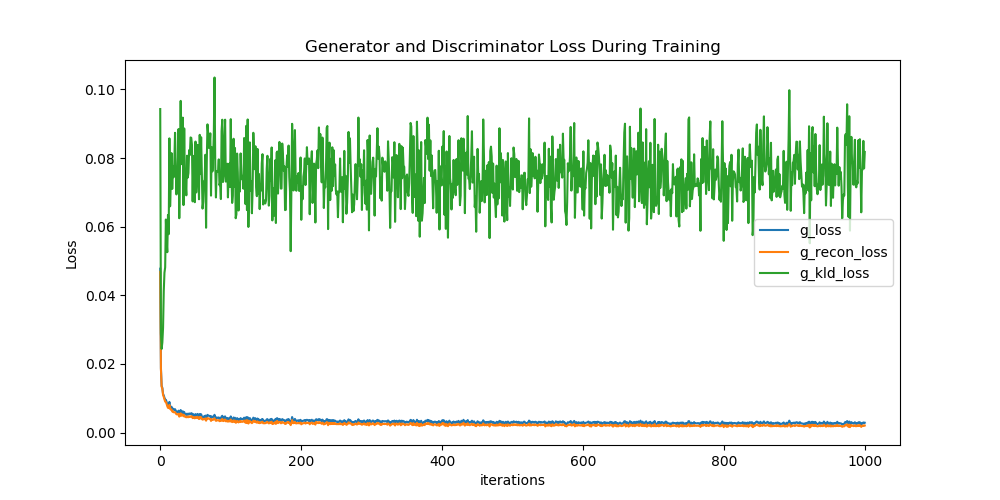 Generator and Discriminator Loss During Training
0.10
0.08
0.06
0.04
0.02
0.00
Loss
g_loss
g_recon_loss
g_kld_loss
0 200 400 600 800 1000
iterations